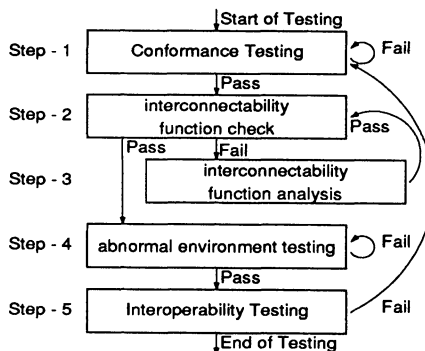 Start of Testing
Step - 1
Conformance Testing
Fail
Pass
Step - 2
interconnectability
function check
Pass
Pass
Fail
Step - 3
interconnectability
function analysis
Step - 4
abnormal environment testing
Fail
Pass
Step - 5
Interoperability Testing
Fail
End of Testing